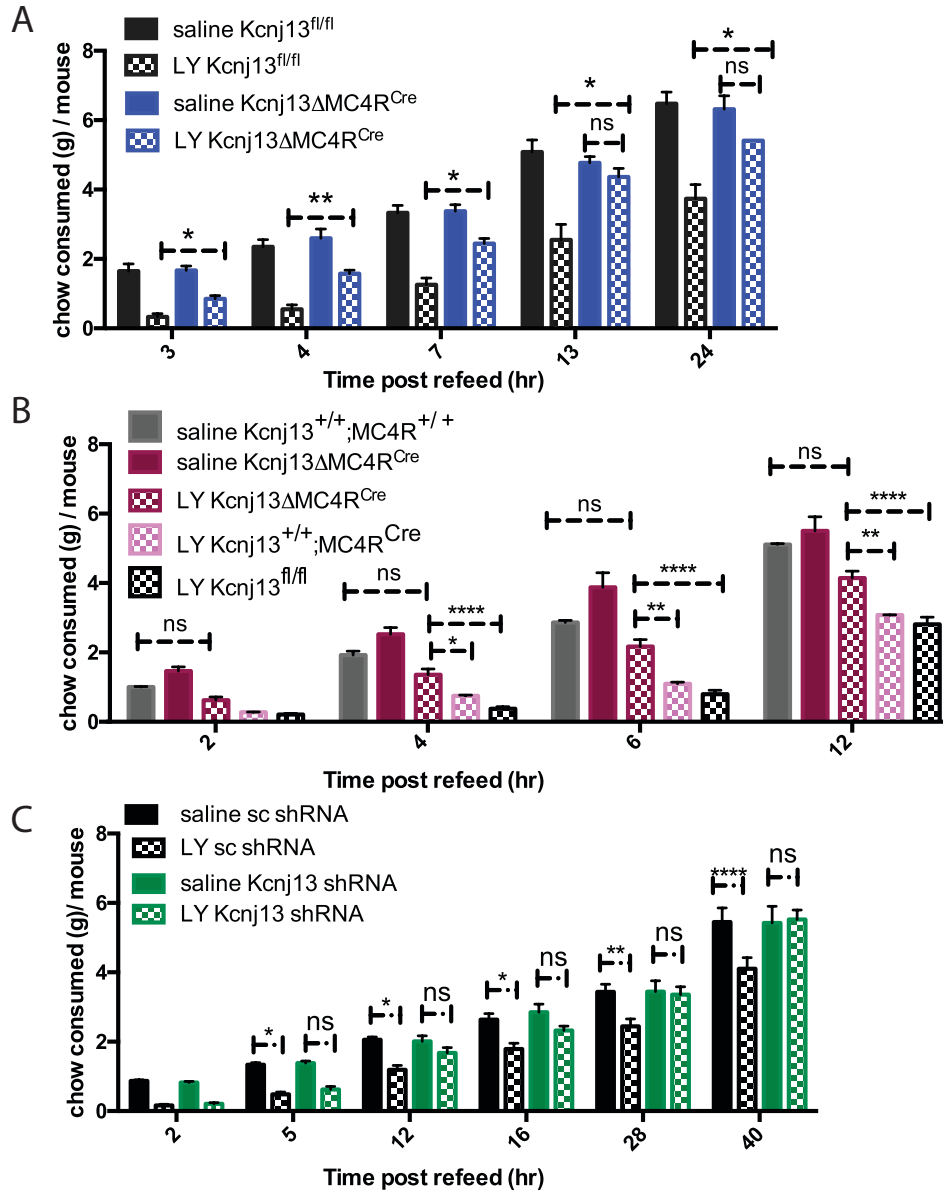 A
saline Kcnj13fl/fl
LY Kcnj13fl/fl
saline Kcnj13ΔMC4RCre
LY Kcnj13ΔMC4RCre
chow consumed (g) / mouse
8
6
4
2
0
*
**
*
*
ns
*
ns
3 4 7 13 24
Time post refeed (hr)
B
saline Kcnj13+/+;MC4R+/+
saline Kcnj13ΔMC4RCre
LY Kcnj13ΔMC4RCre
LY Kcnj13+/+;MC4RCre
LY Kcnj13fl/fl
chow consumed (g) / mouse
8
6
4
2
0
ns
ns
****
*
ns
****
**
ns
****
**
2 4 6 12
Time post refeed (hr)
C
saline sc shRNA
LY sc shRNA
saline Kcnj13 shRNA
LY Kcnj13 shRNA
chow consumed (g)/ mouse
8
6
4
2
0
*
ns
*
ns
*
ns
**
ns
****
ns
2 5 12 16 28 40
Time post refeed (hr)